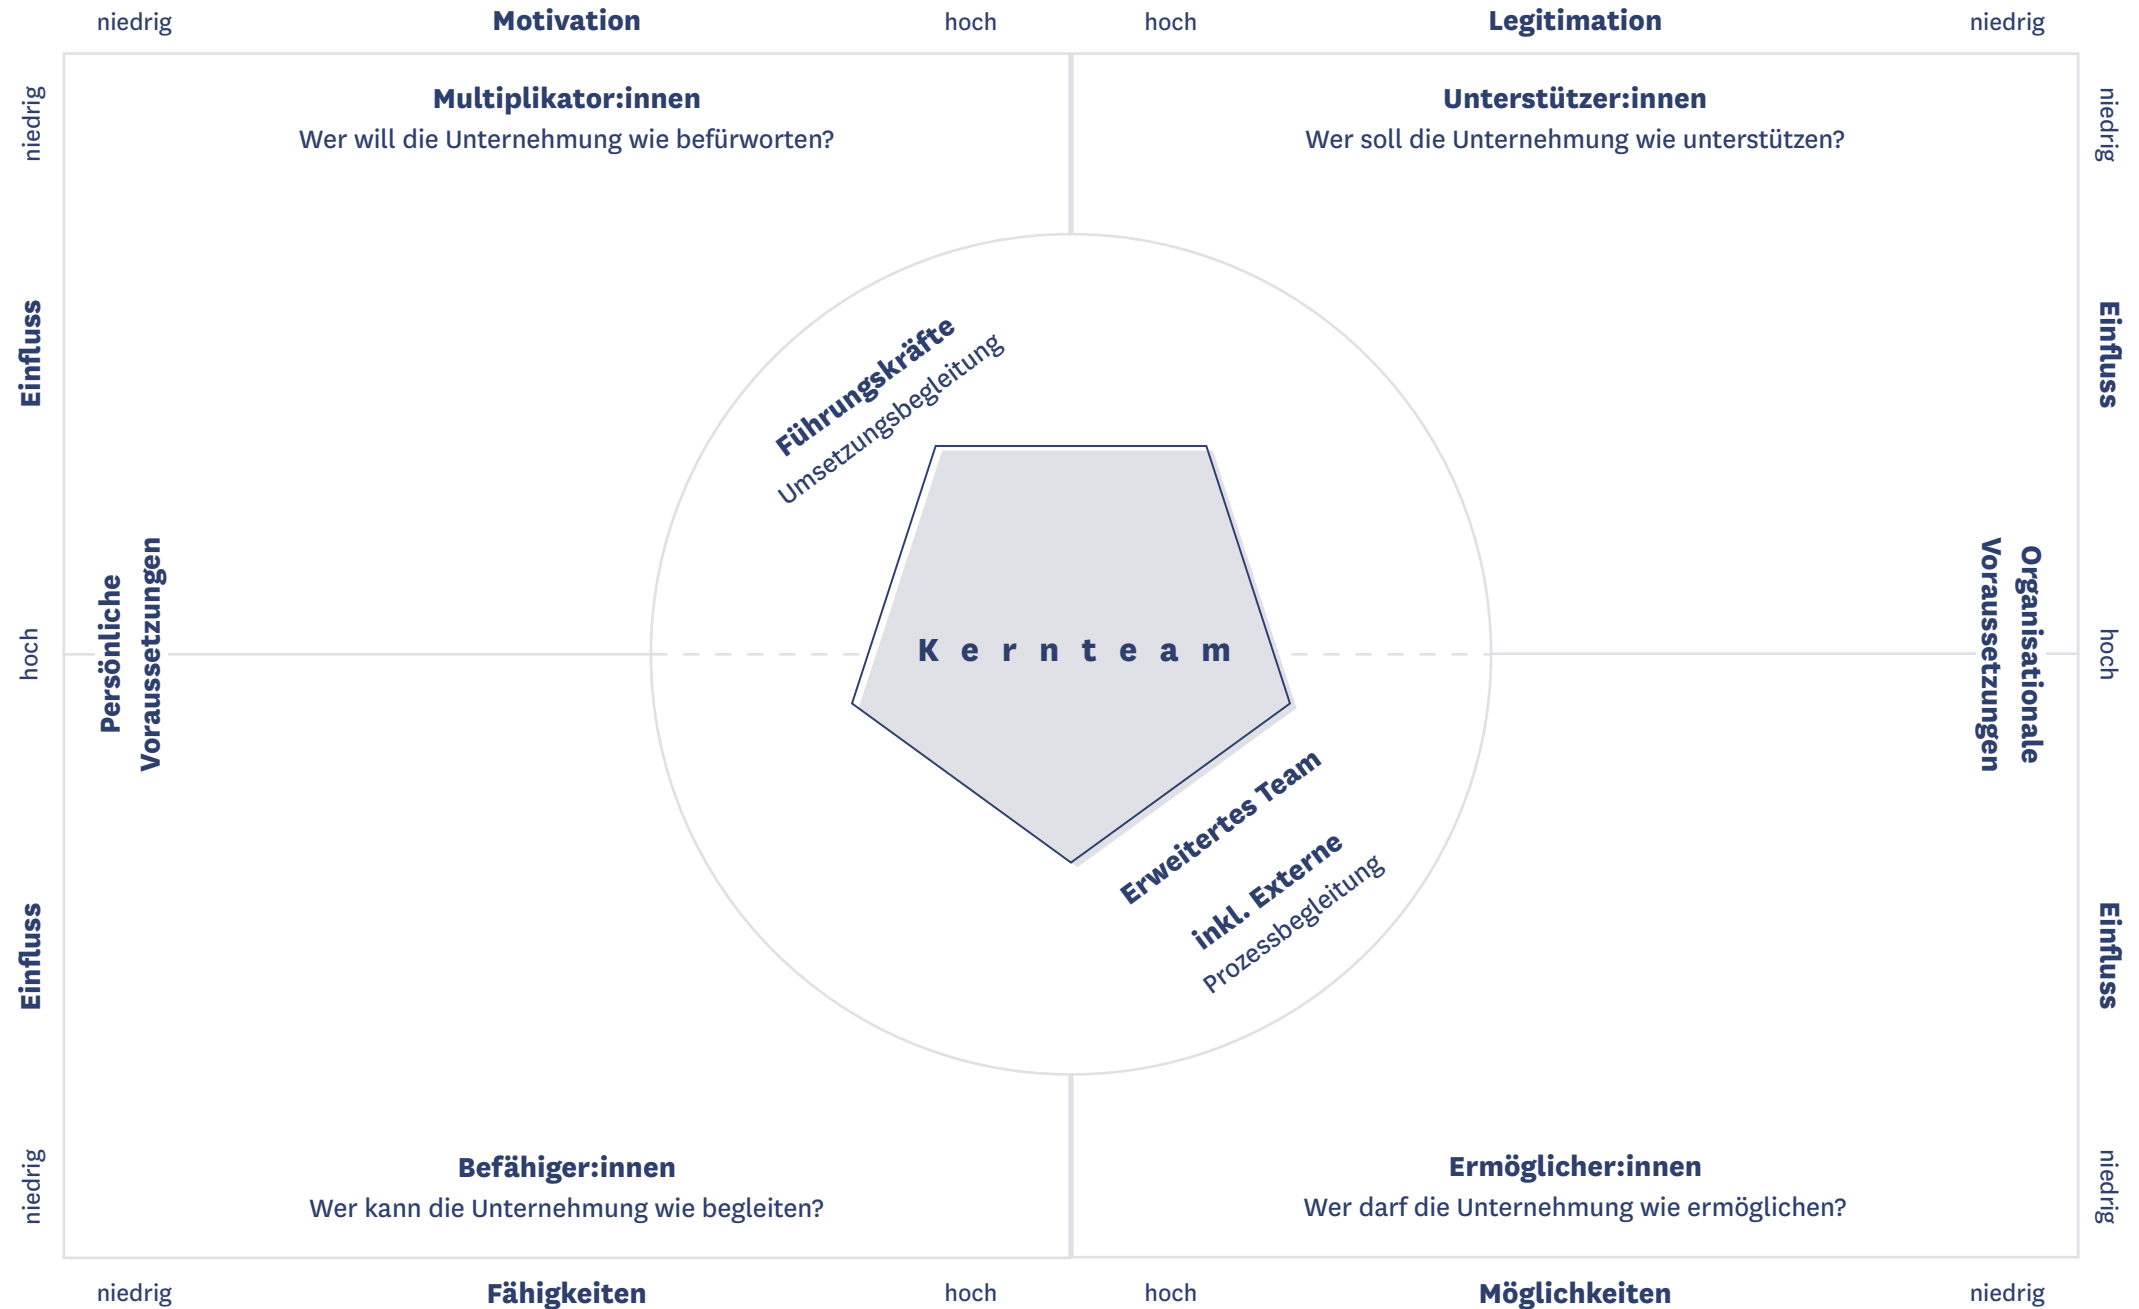 niedrig Motivation hoch hoch Legitimation niedrig
niedrig
Multiplikator:innen
Wer will die Unternehmung wie befürworten?
Unterstützer:innen
Wer soll die Unternehmung wie unterstützen?
niedrig
Einfluss
Einfluss
Führungskräfte
Umsetzungsbegleitung
hoch
Persönliche
Voraussetzungen
Kernteam
Organisationale
Voraussetzungen
hoch
Erweitertes Team
inkl. Externe
Prozessbegleitung
Einfluss
Einfluss
niedrig
Befähiger:innen
Wer kann die Unternehmung wie begleiten?
Ermöglicher:innen
Wer darf die Unternehmung wie ermöglichen?
niedrig
niedrig Fähigkeiten hoch hoch Möglichkeiten niedrig